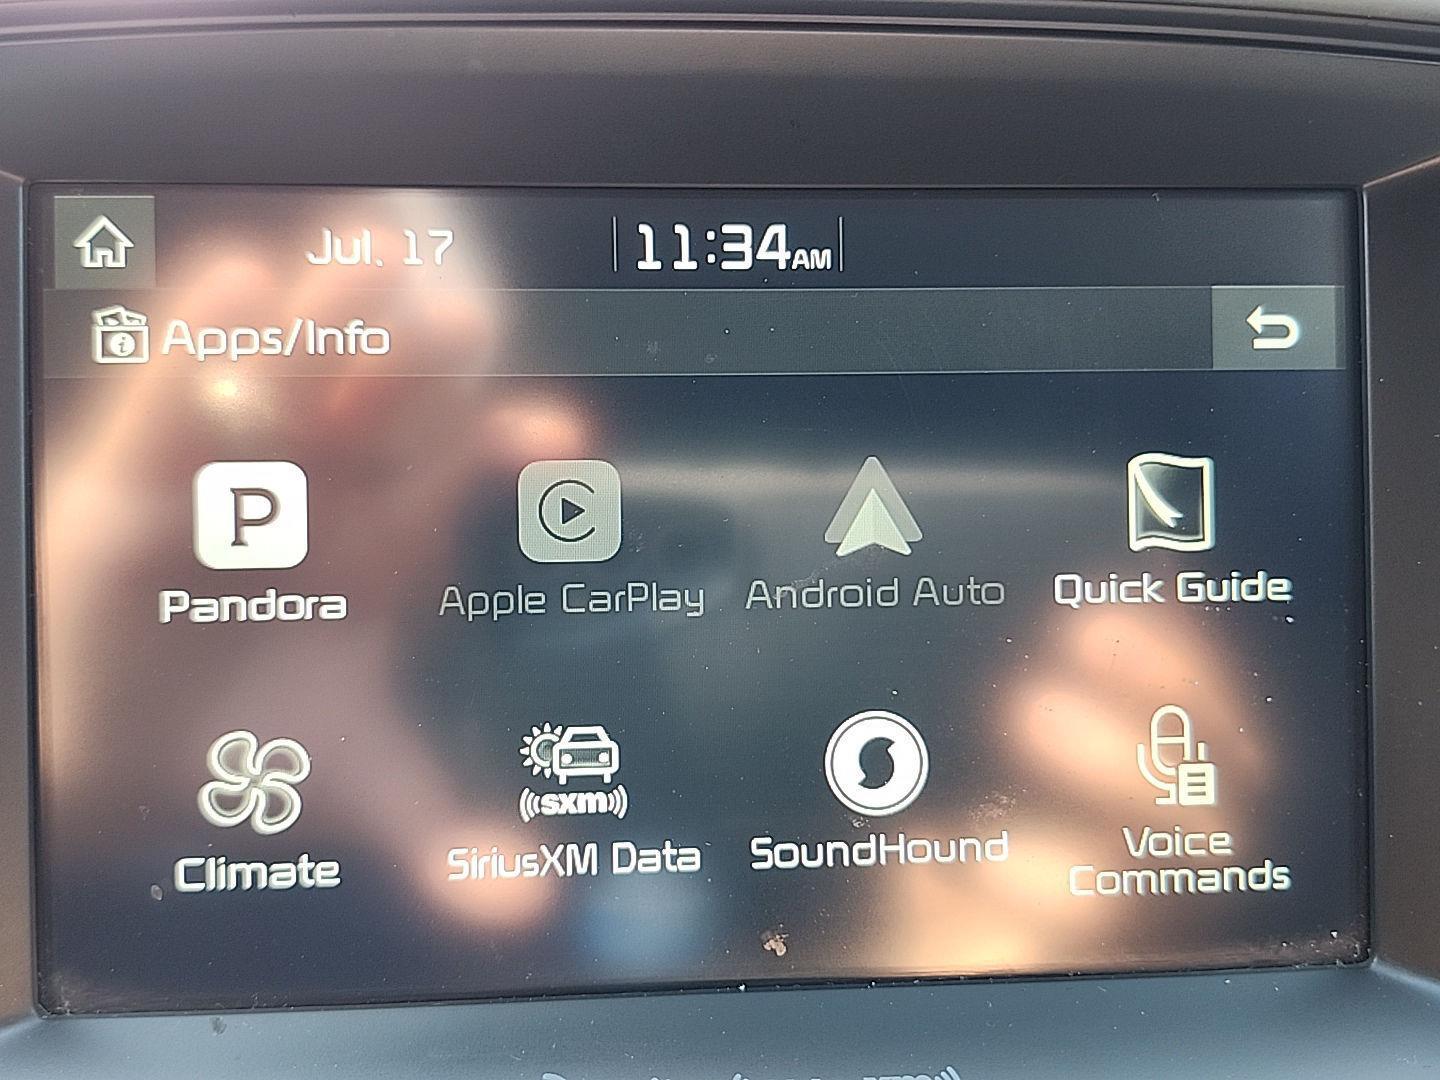 Jul. 17 11:34AM
Apps/Info
P
Pandora Apple CarPlay Android Auto Quick Guide
((sxm))
Climate SiriusXM Data SoundHound Voice
Commands